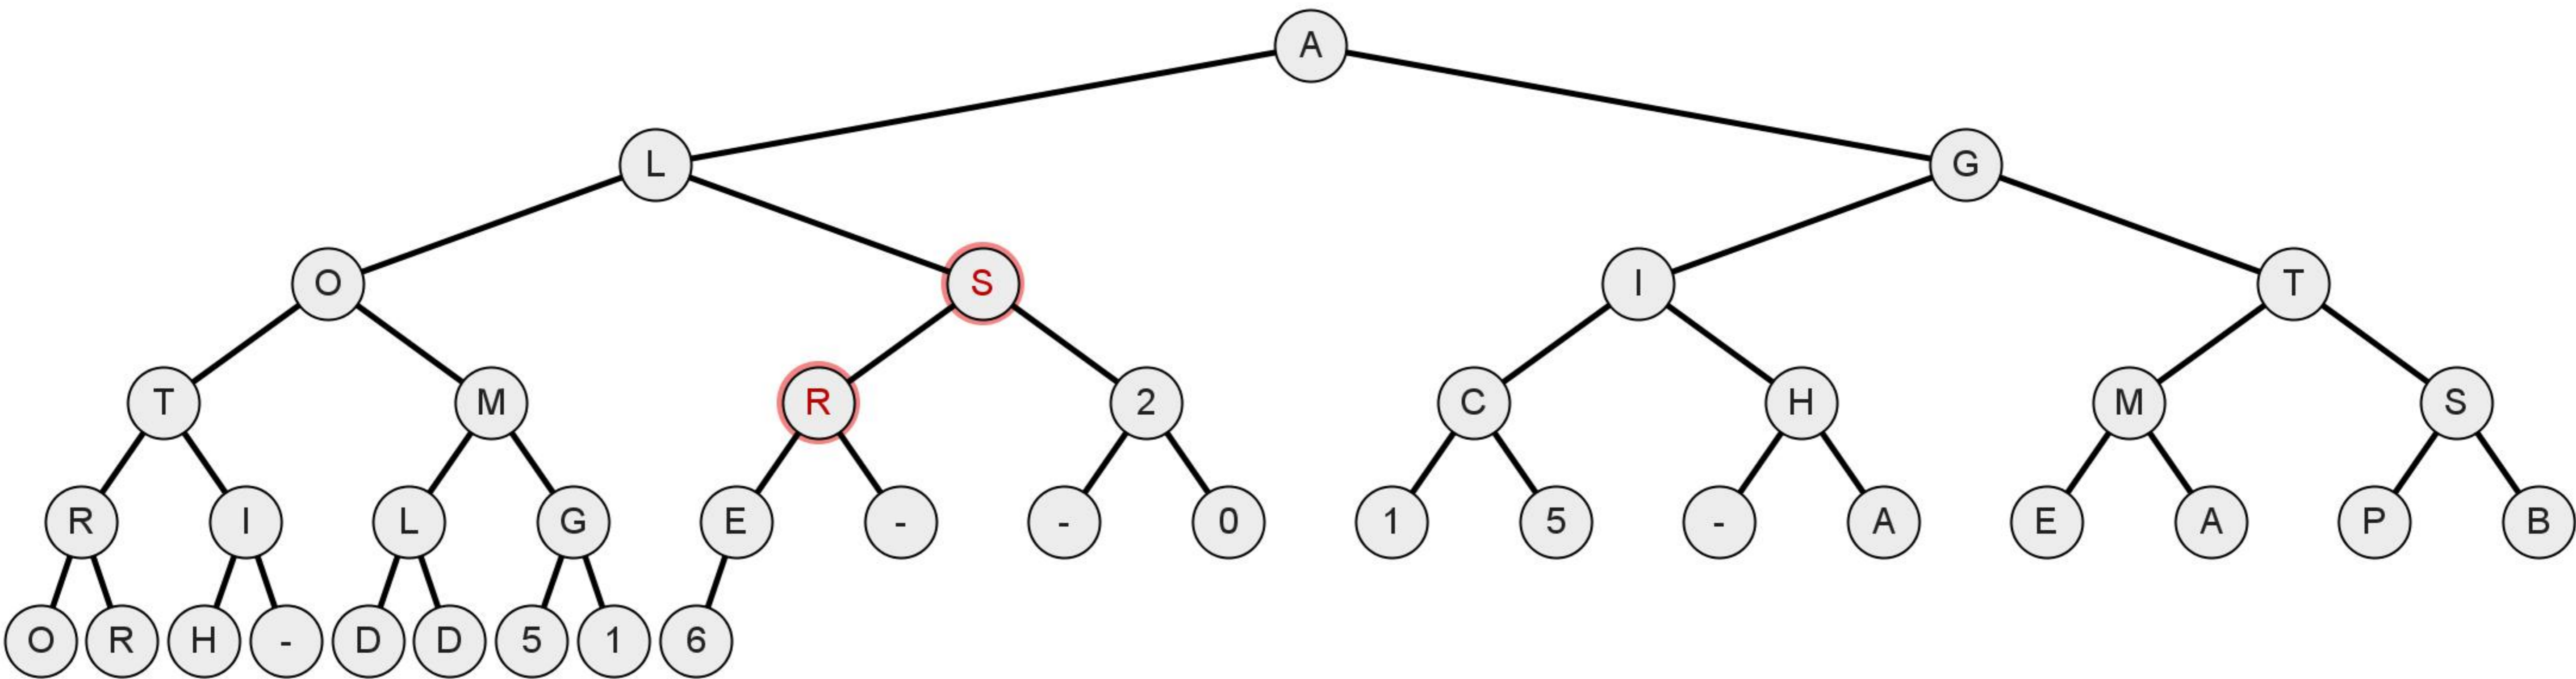 A
L G
O S I T
T M R 2 C H M S
R I L G E - - 0 1 5 - A E A P B
O R H - D D 5 1 6